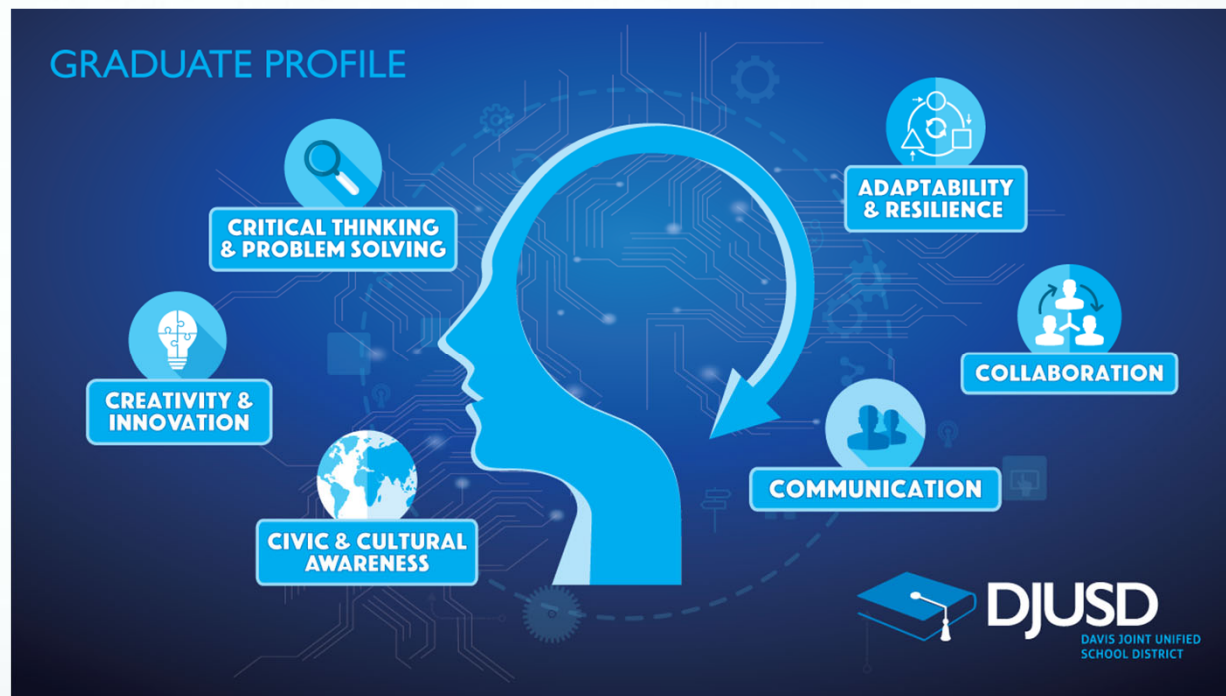 GRADUATE PROFILE
CRITICAL THINKING
& PROBLEM SOLVING
ADAPTABILITY
& RESILIENCE
CREATIVITY &
INNOVATION
COLLABORATION
CIVIC & CULTURAL
AWARENESS
COMMUNICATION
DJUSD
DAVIS JOINT UNIFIED
SCHOOL DISTRICT